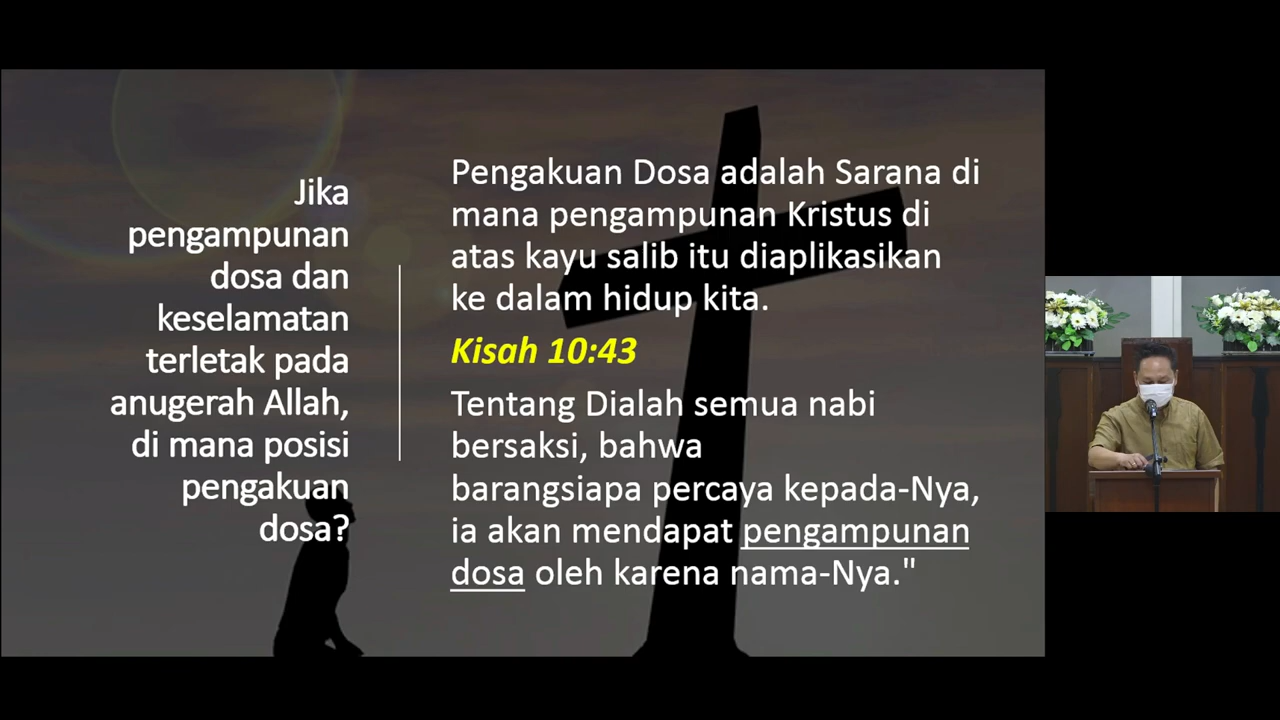 Jika
pengampunan
dosa dan
keselamatan
terletak pada
anugerah Allah,
di mana posisi
pengakuan
dosa?
Pengakuan Dosa adalah Sarana di
mana pengampunan Kristus di
atas kayu salib itu diaplikasikan
ke dalam hidup kita.
Kisah 10:43
Tentang Dialah semua nabi
bersaksi, bahwa
barangsiapa percaya kepada-Nya,
ia akan mendapat pengampunan
dosa oleh karena nama-Nya."